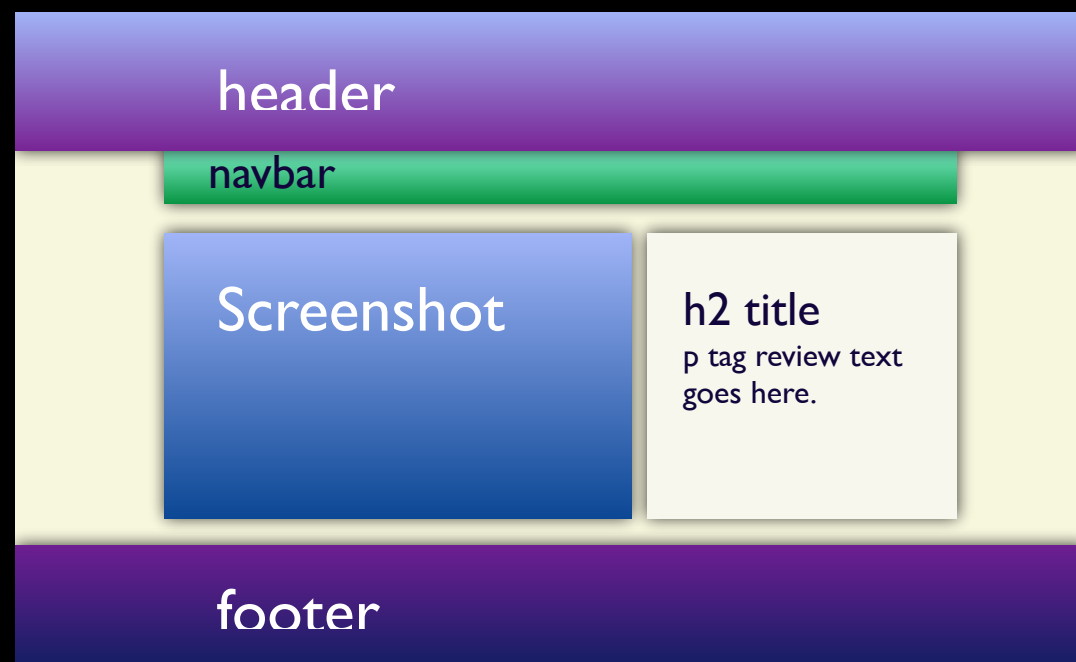 header
navbar
Screenshot
h2 title
p tag review text
goes here.
footer